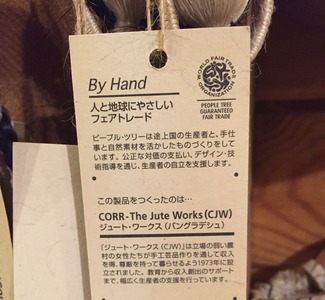 By Hand
人と地球にやさしい
フェアトレード
WORLD FAIR TRADE ORGANIZATION
PEOPLE TREE
GUARANTEED
FAIR TRADE
ピープル・ツリーは途上国の生産者と、手仕
事と自然素材を活かしたものづくりをしてい
ます。公正な対価の支払い、デザイン・技
術指導を通じ、生産者の自立を支援します。
この製品をつくったのは…
CORR-The Jute Works(CJW)
ジュート・ワークス(バングラデシュ)
「ジュート・ワークス(CJW)」は立場の弱い農
村の女性たちが手工芸品作りを通して収入
を得、尊厳を持って暮らせるよう1973年に設
立されました。教育から収入創出のサポート
まで、幅広く生産者の支援を行っています。